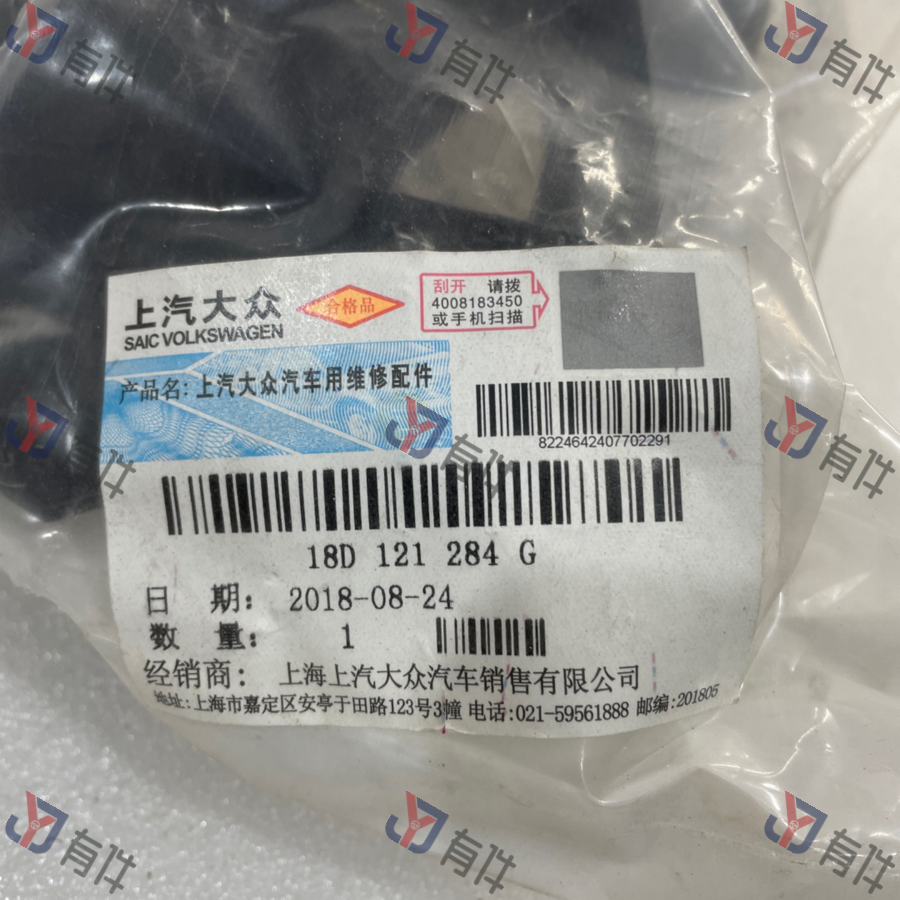 上汽大众
SAIC VOLKSWAGEN
合格品
刮开 请拨
4008183450
或手机扫描
产品名: 上汽大众汽车用维修配件
8224642407702291
18D 121 284 G
日 期: 2018-08-24
数 量: 1
经销商: 上海上汽大众汽车销售有限公司
地址:上海市嘉定区安亭于田路123号3幢 电话:021-59561888 邮编:201805
有件
有件
有件
有件
有件
有件
有件
有件
有件